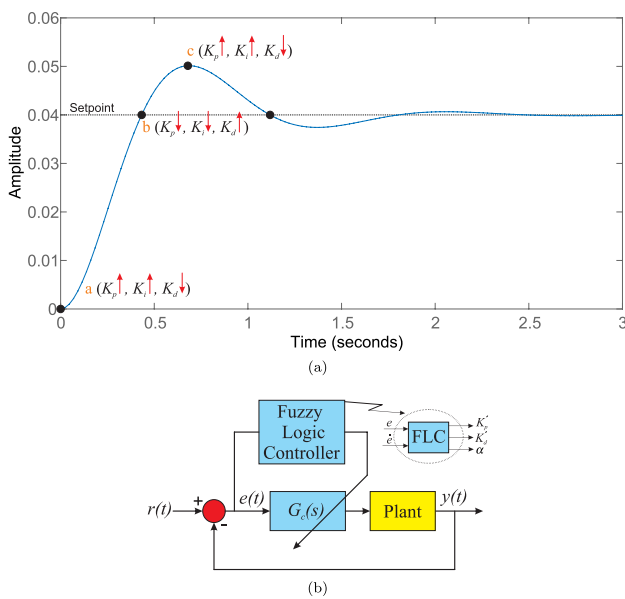 0.06
c (Kp↑, Ki↑, Kd↓)
0.05
Setpoint
0.04
b (Kp↓, Ki↓, Kd↑)
0.03
Amplitude
0.02
0.01
a (Kp↑, Ki↑, Kd↓)
0
0 0.5 1 1.5 2 2.5 3
Time (seconds)
(a)
Fuzzy
Logic
Controller
e
ė
FLC
K´p
K´d
α
r(t)
+
-
e(t)
Gc(s)
Plant
y(t)
(b)